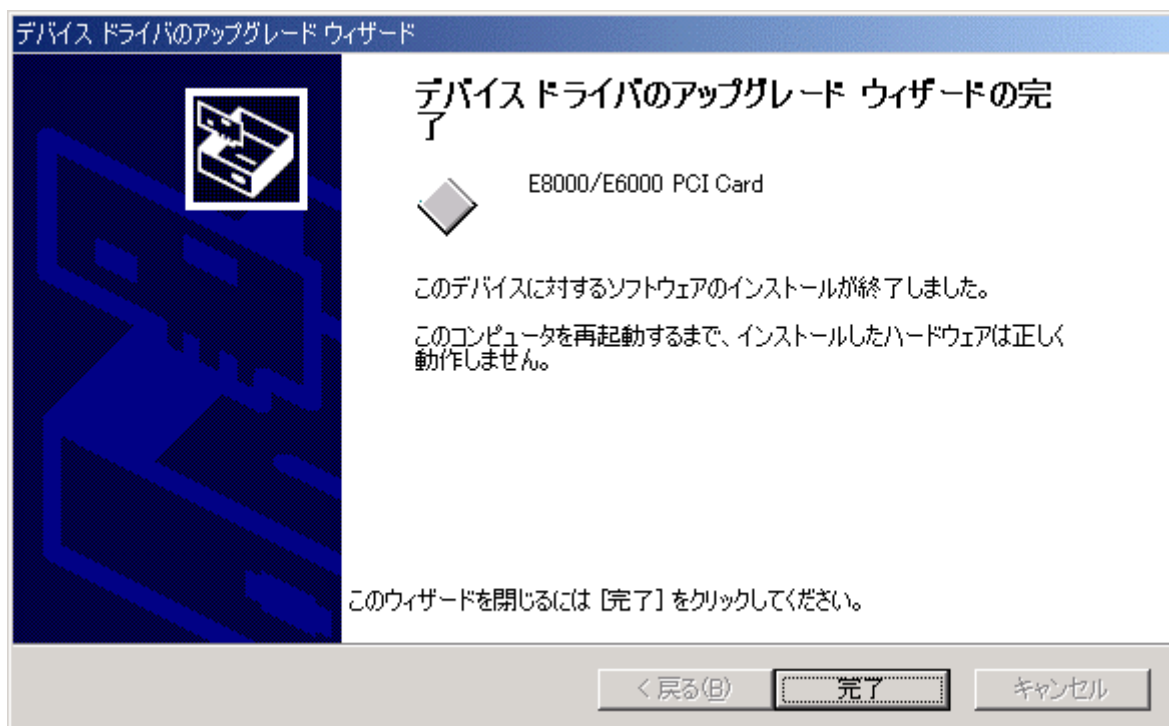 デバイス ドライバのアップグレード ウィザード
デバイス ドライバのアップグレード ウィザードの完
了
E8000/E6000 PCI Card
このデバイスに対するソフトウェアのインストールが終了しました。
このコンピュータを再起動するまで、インストールしたハードウェアは正しく
動作しません。
このウィザードを閉じるには [完了] をクリックしてください。
< 戻る(B)
完了
キャンセル